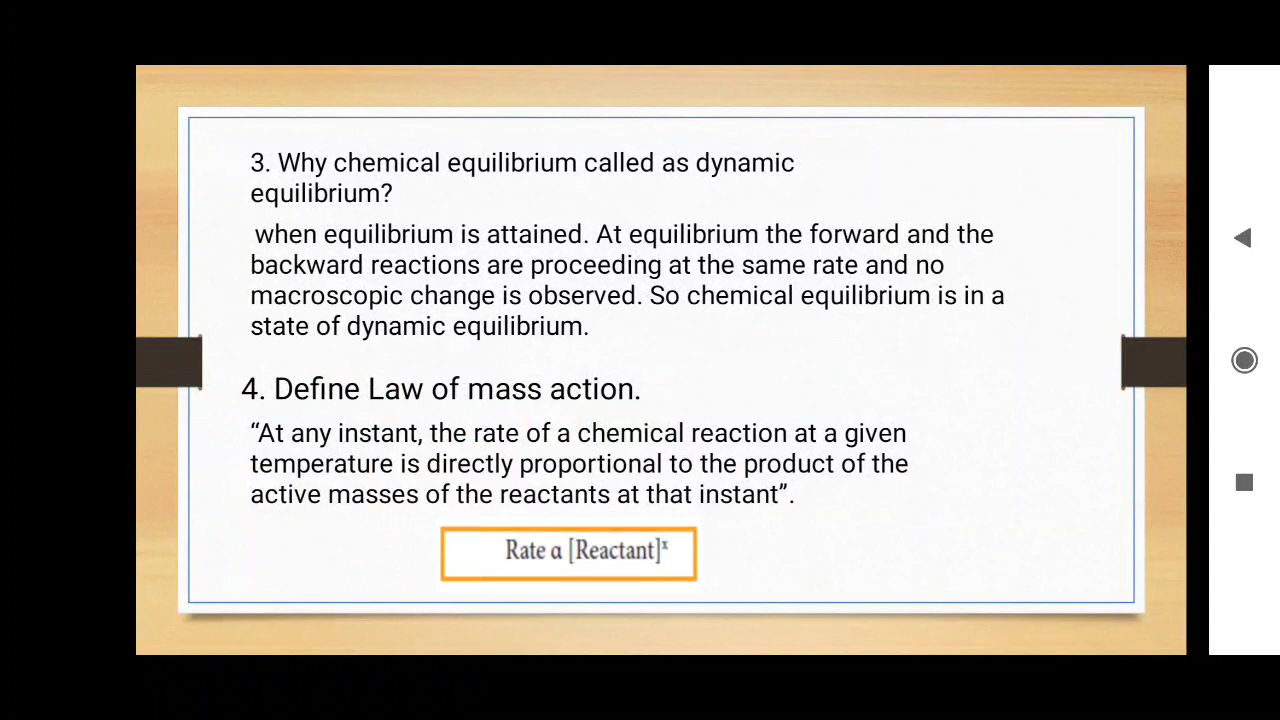 3. Why chemical equilibrium called as dynamic
equilibrium?
when equilibrium is attained. At equilibrium the forward and the
backward reactions are proceeding at the same rate and no
macroscopic change is observed. So chemical equilibrium is in a
state of dynamic equilibrium.
4. Define Law of mass action.
“At any instant, the rate of a chemical reaction at a given
temperature is directly proportional to the product of the
active masses of the reactants at that instant”.
Rate α [Reactant]ˣ